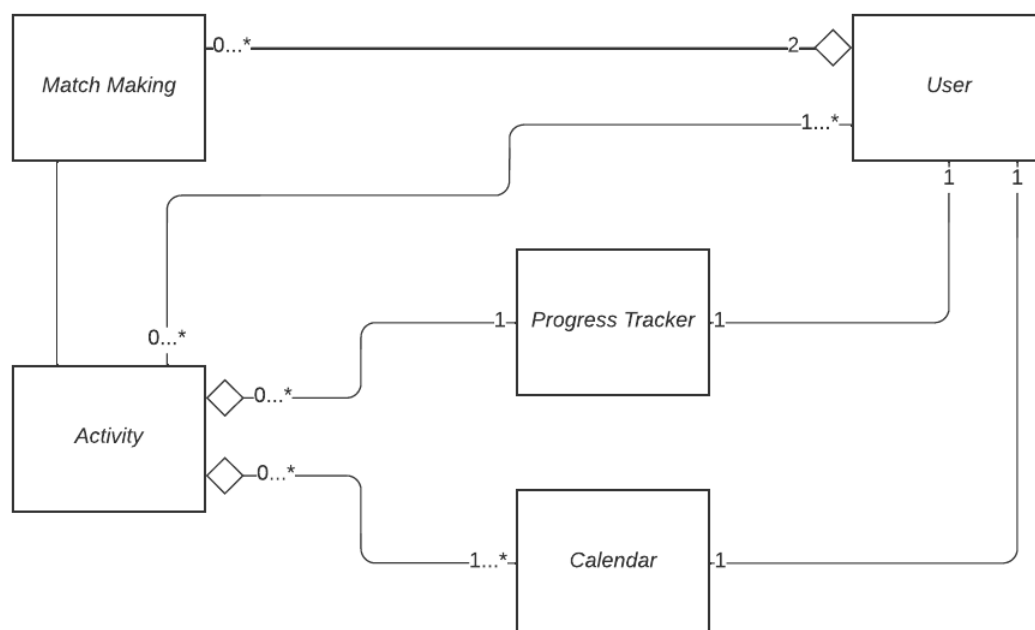 0...*
2
Match Making
User
1...*
1
1
0...*
1
Progress Tracker
1
0...*
Activity
0...*
1...*
Calendar
1